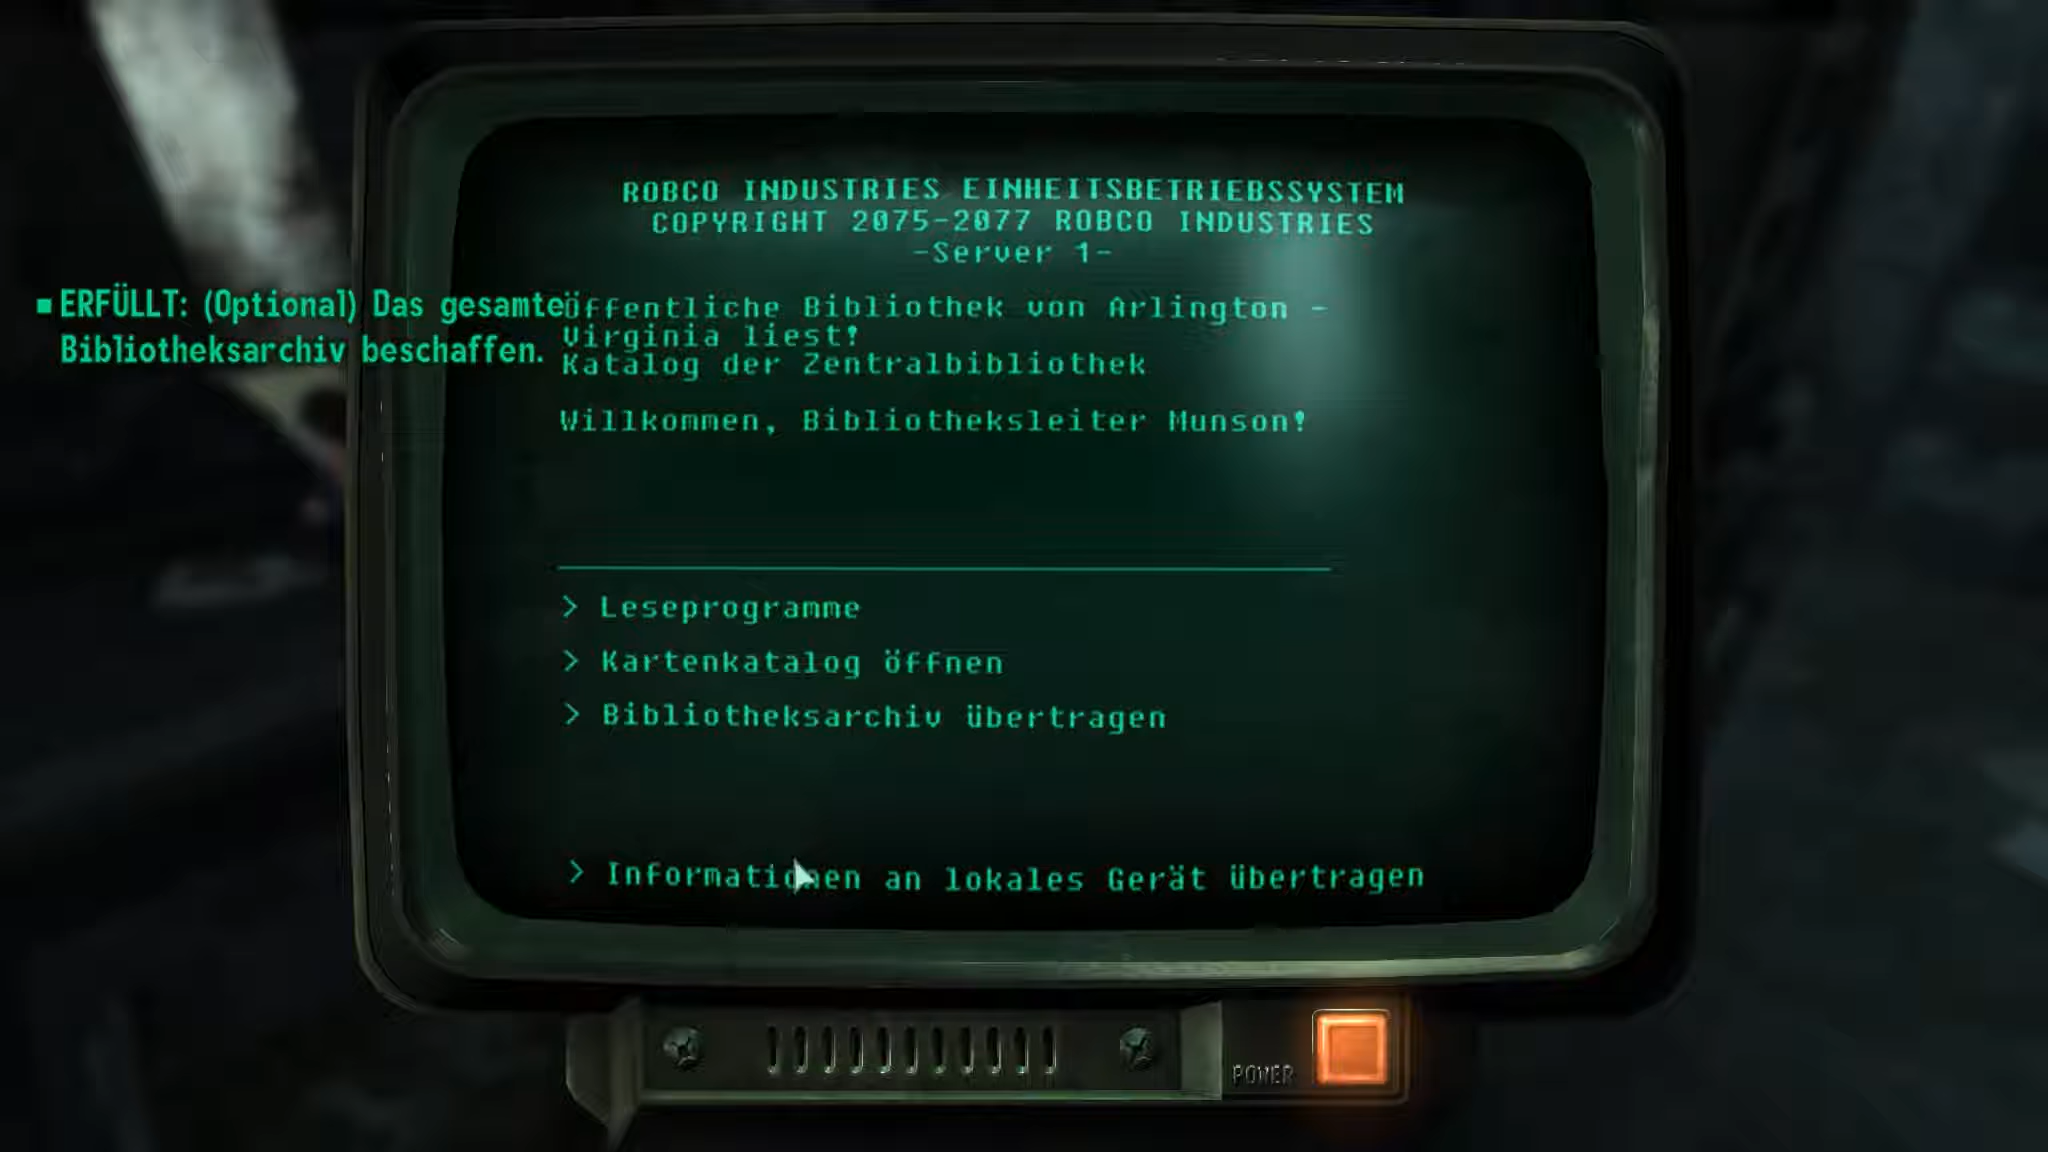 ROBCO INDUSTRIES EINHEITSBETRIEBSSYSTEM
COPYRIGHT 2075-2077 ROBCO INDUSTRIES
-Server 1-
■ ERFÜLLT: (Optional) Das gesamte
Bibliotheksarchiv beschaffen.
Öffentliche Bibliothek von Arlington -
Virginia liest!
Katalog der Zentralbibliothek
Willkommen, Bibliotheksleiter Munson!
> Leseprogramme
> Kartenkatalog öffnen
> Bibliotheksarchiv übertragen
> Informationen an lokales Gerät übertragen
POWER